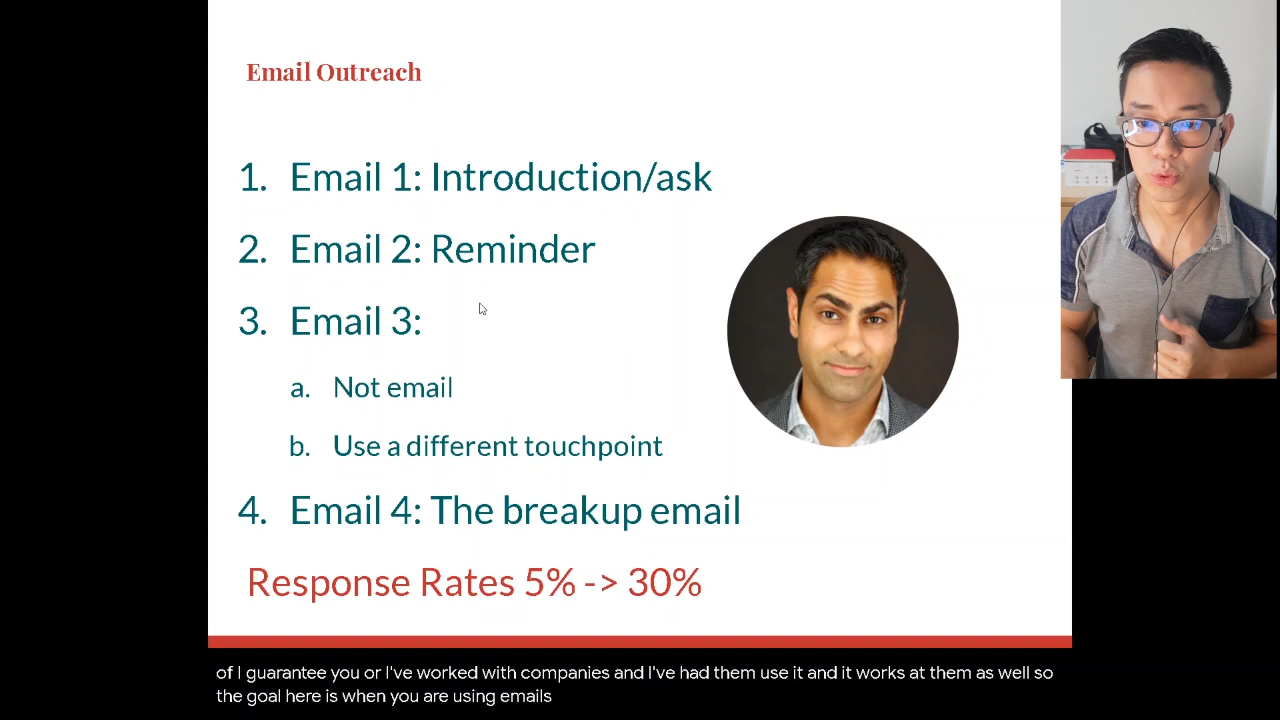 Email Outreach
1. Email 1: Introduction/ask
2. Email 2: Reminder
3. Email 3:
a. Not email
b. Use a different touchpoint
4. Email 4: The breakup email
Response Rates 5% -> 30%
of I guarantee you or I've worked with companies and I've had them use it and it works at them as well so
the goal here is when you are using emails